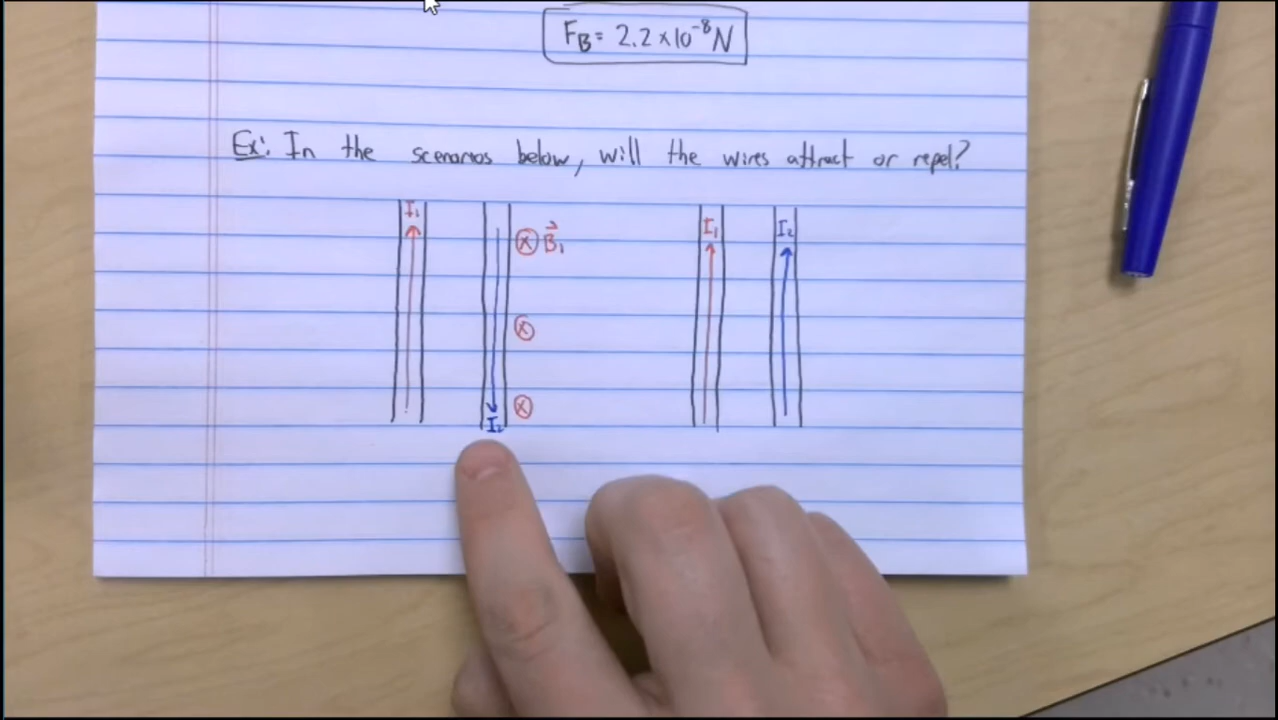 F_B = 2.2 × 10⁻⁸ N
Ex: In the scenarios below, will the wires attract or repel?
I₁ ⊗ B⃗₁ I₁ I₂
⊗
⊗
I₂